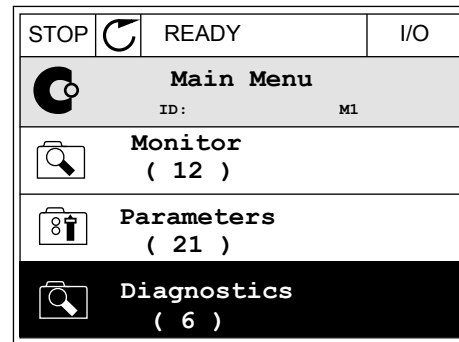 STOP READY I/O
Main Menu
ID: M1
Monitor
( 12 )
Parameters
( 21 )
Diagnostics
( 6 )